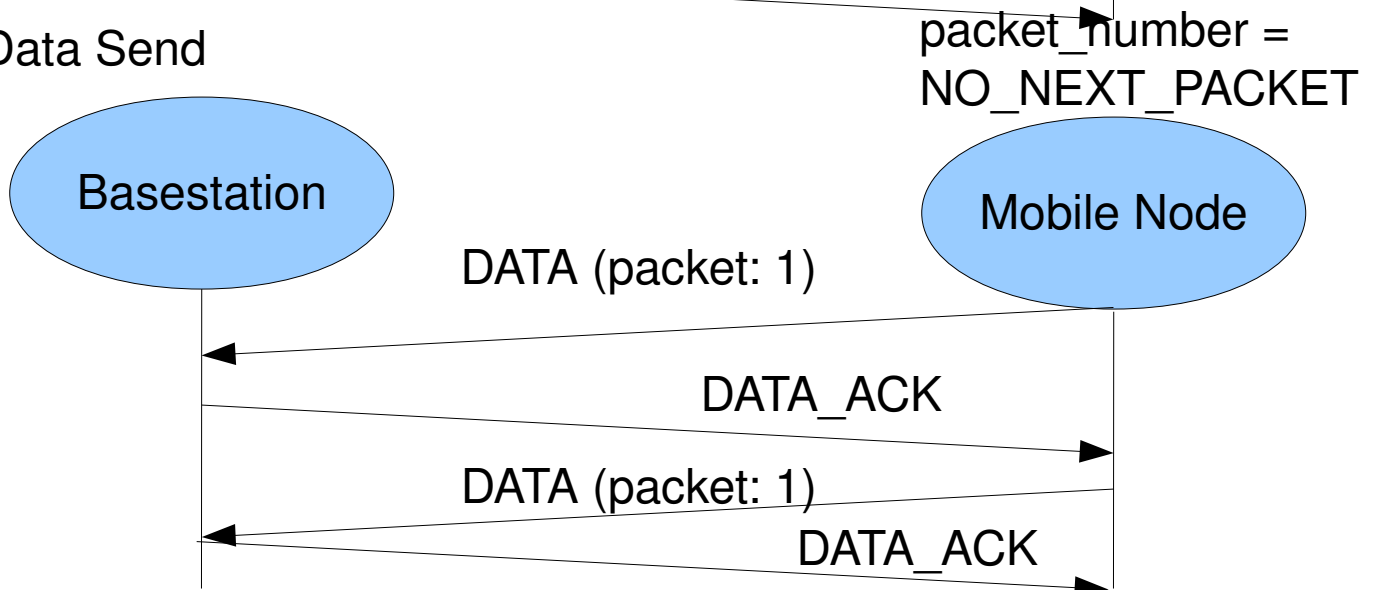 packet_number =
NO_NEXT_PACKET
Data Send
Basestation
Mobile Node
DATA (packet: 1)
DATA_ACK
DATA (packet: 1)
DATA_ACK